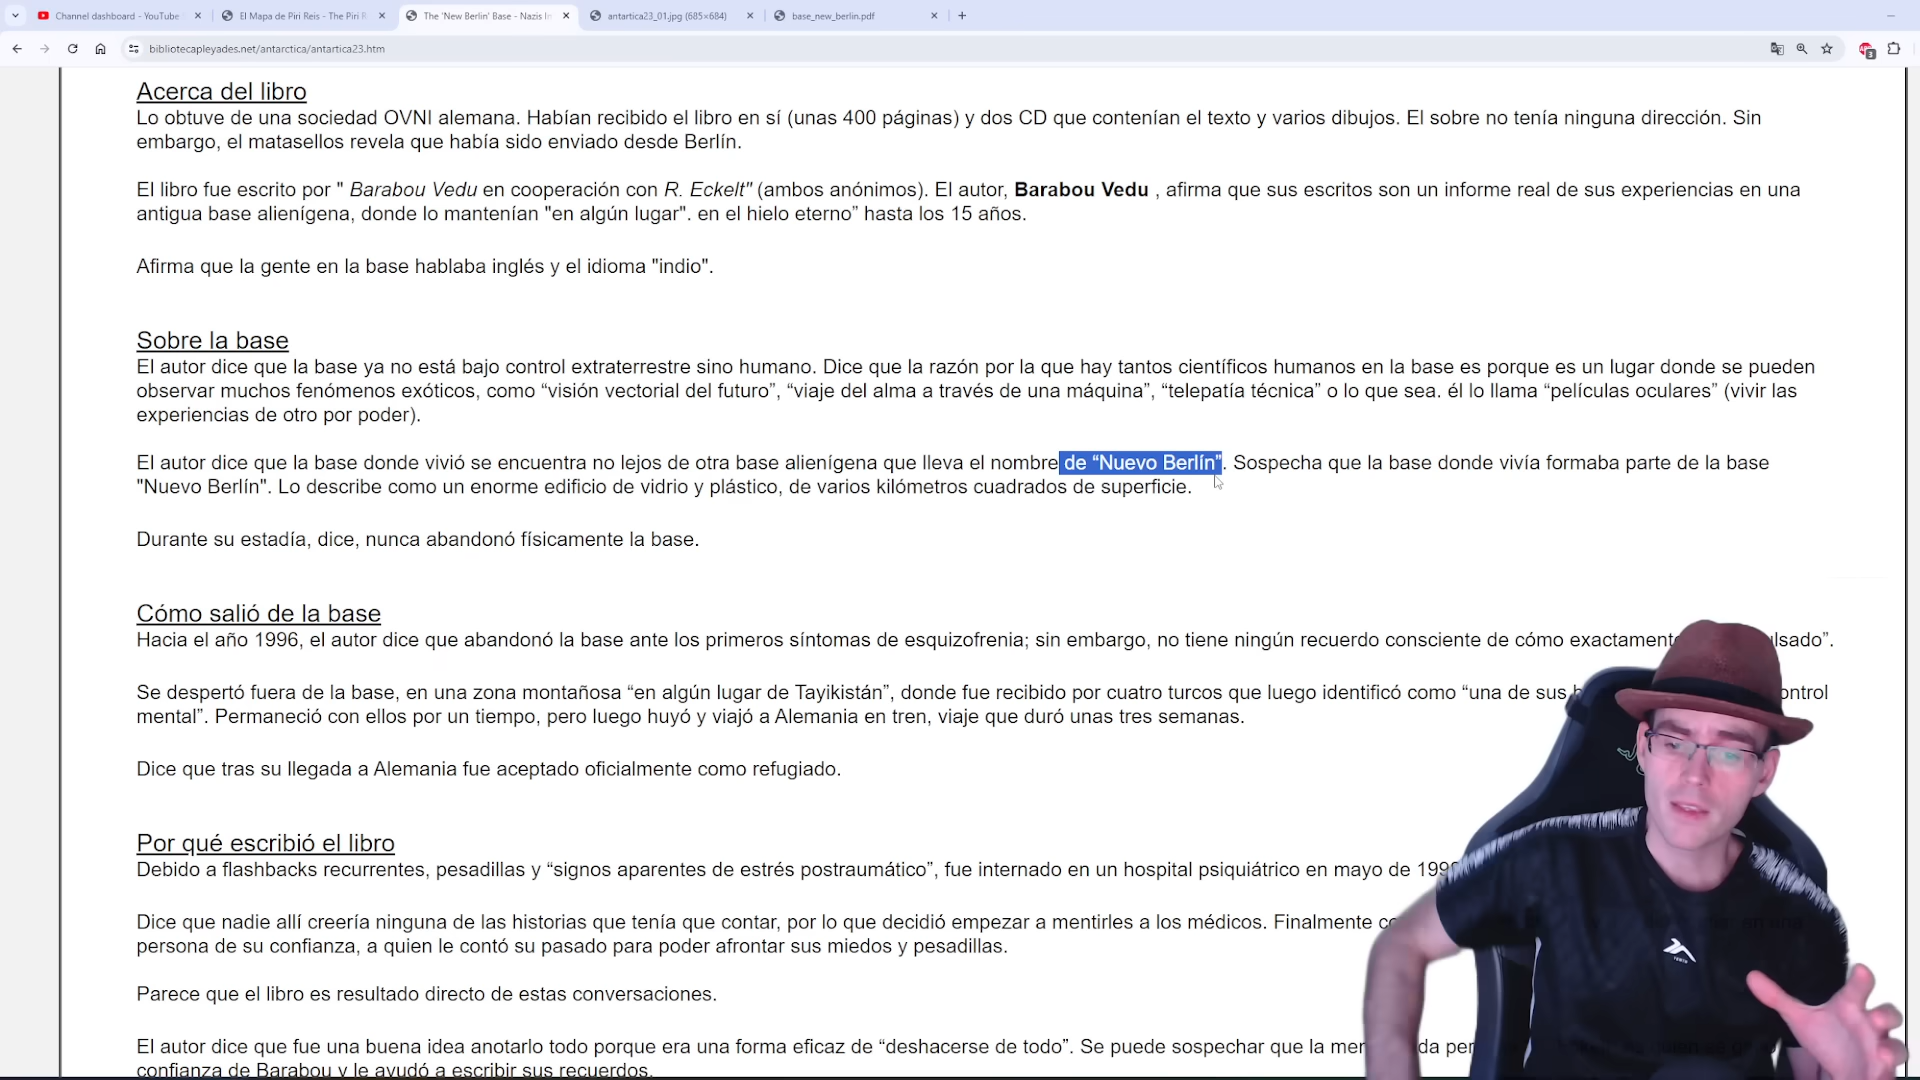 Channel dashboard - YouTube
El Mapa de Piri Reis - The Piri R
The 'New Berlin' Base - Nazis In
antartica23_01.jpg (685×684)
base_new_berlin.pdf
bibliotecapleyades.net/antarctica/antartica23.htm
3
Acerca del libro
Lo obtuve de una sociedad OVNI alemana. Habían recibido el libro en sí (unas 400 páginas) y dos CD que contenían el texto y varios dibujos. El sobre no tenía ninguna dirección. Sin
embargo, el matasellos revela que había sido enviado desde Berlín.
El libro fue escrito por " Barabou Vedu en cooperación con R. Eckelt" (ambos anónimos). El autor, Barabou Vedu , afirma que sus escritos son un informe real de sus experiencias en una
antigua base alienígena, donde lo mantenían "en algún lugar". en el hielo eterno” hasta los 15 años.
Afirma que la gente en la base hablaba inglés y el idioma "indio".
Sobre la base
El autor dice que la base ya no está bajo control extraterrestre sino humano. Dice que la razón por la que hay tantos científicos humanos en la base es porque es un lugar donde se pueden
observar muchos fenómenos exóticos, como “visión vectorial del futuro”, “viaje del alma a través de una máquina”, “telepatía técnica” o lo que sea. él lo llama “películas oculares” (vivir las
experiencias de otro por poder).
El autor dice que la base donde vivió se encuentra no lejos de otra base alienígena que lleva el nombre de “Nuevo Berlín”. Sospecha que la base donde vivía formaba parte de la base
"Nuevo Berlín". Lo describe como un enorme edificio de vidrio y plástico, de varios kilómetros cuadrados de superficie.
Durante su estadía, dice, nunca abandonó físicamente la base.
Cómo salió de la base
Hacia el año 1996, el autor dice que abandonó la base ante los primeros síntomas de esquizofrenia; sin embargo, no tiene ningún recuerdo consciente de cómo exactamente ulsado”.
Se despertó fuera de la base, en una zona montañosa “en algún lugar de Tayikistán”, donde fue recibido por cuatro turcos que luego identificó como “una de sus ontrol
mental”. Permaneció con ellos por un tiempo, pero luego huyó y viajó a Alemania en tren, viaje que duró unas tres semanas.
Dice que tras su llegada a Alemania fue aceptado oficialmente como refugiado.
Por qué escribió el libro
Debido a flashbacks recurrentes, pesadillas y “signos aparentes de estrés postraumático”, fue internado en un hospital psiquiátrico en mayo de 199
Dice que nadie allí creería ninguna de las historias que tenía que contar, por lo que decidió empezar a mentirles a los médicos. Finalmente
persona de su confianza, a quien le contó su pasado para poder afrontar sus miedos y pesadillas.
Parece que el libro es resultado directo de estas conversaciones.
El autor dice que fue una buena idea anotarlo todo porque era una forma eficaz de “deshacerse de todo”. Se puede sospechar que la
confianza de Barabou y le ayudó a escribir sus recuerdos.